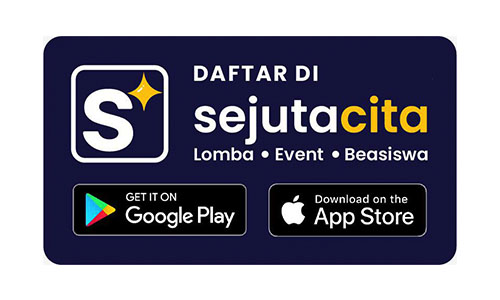 S
DAFTAR DI
sejutacita
Lomba • Event • Beasiswa
GET IT ON
Google Play
Download on the
App Store